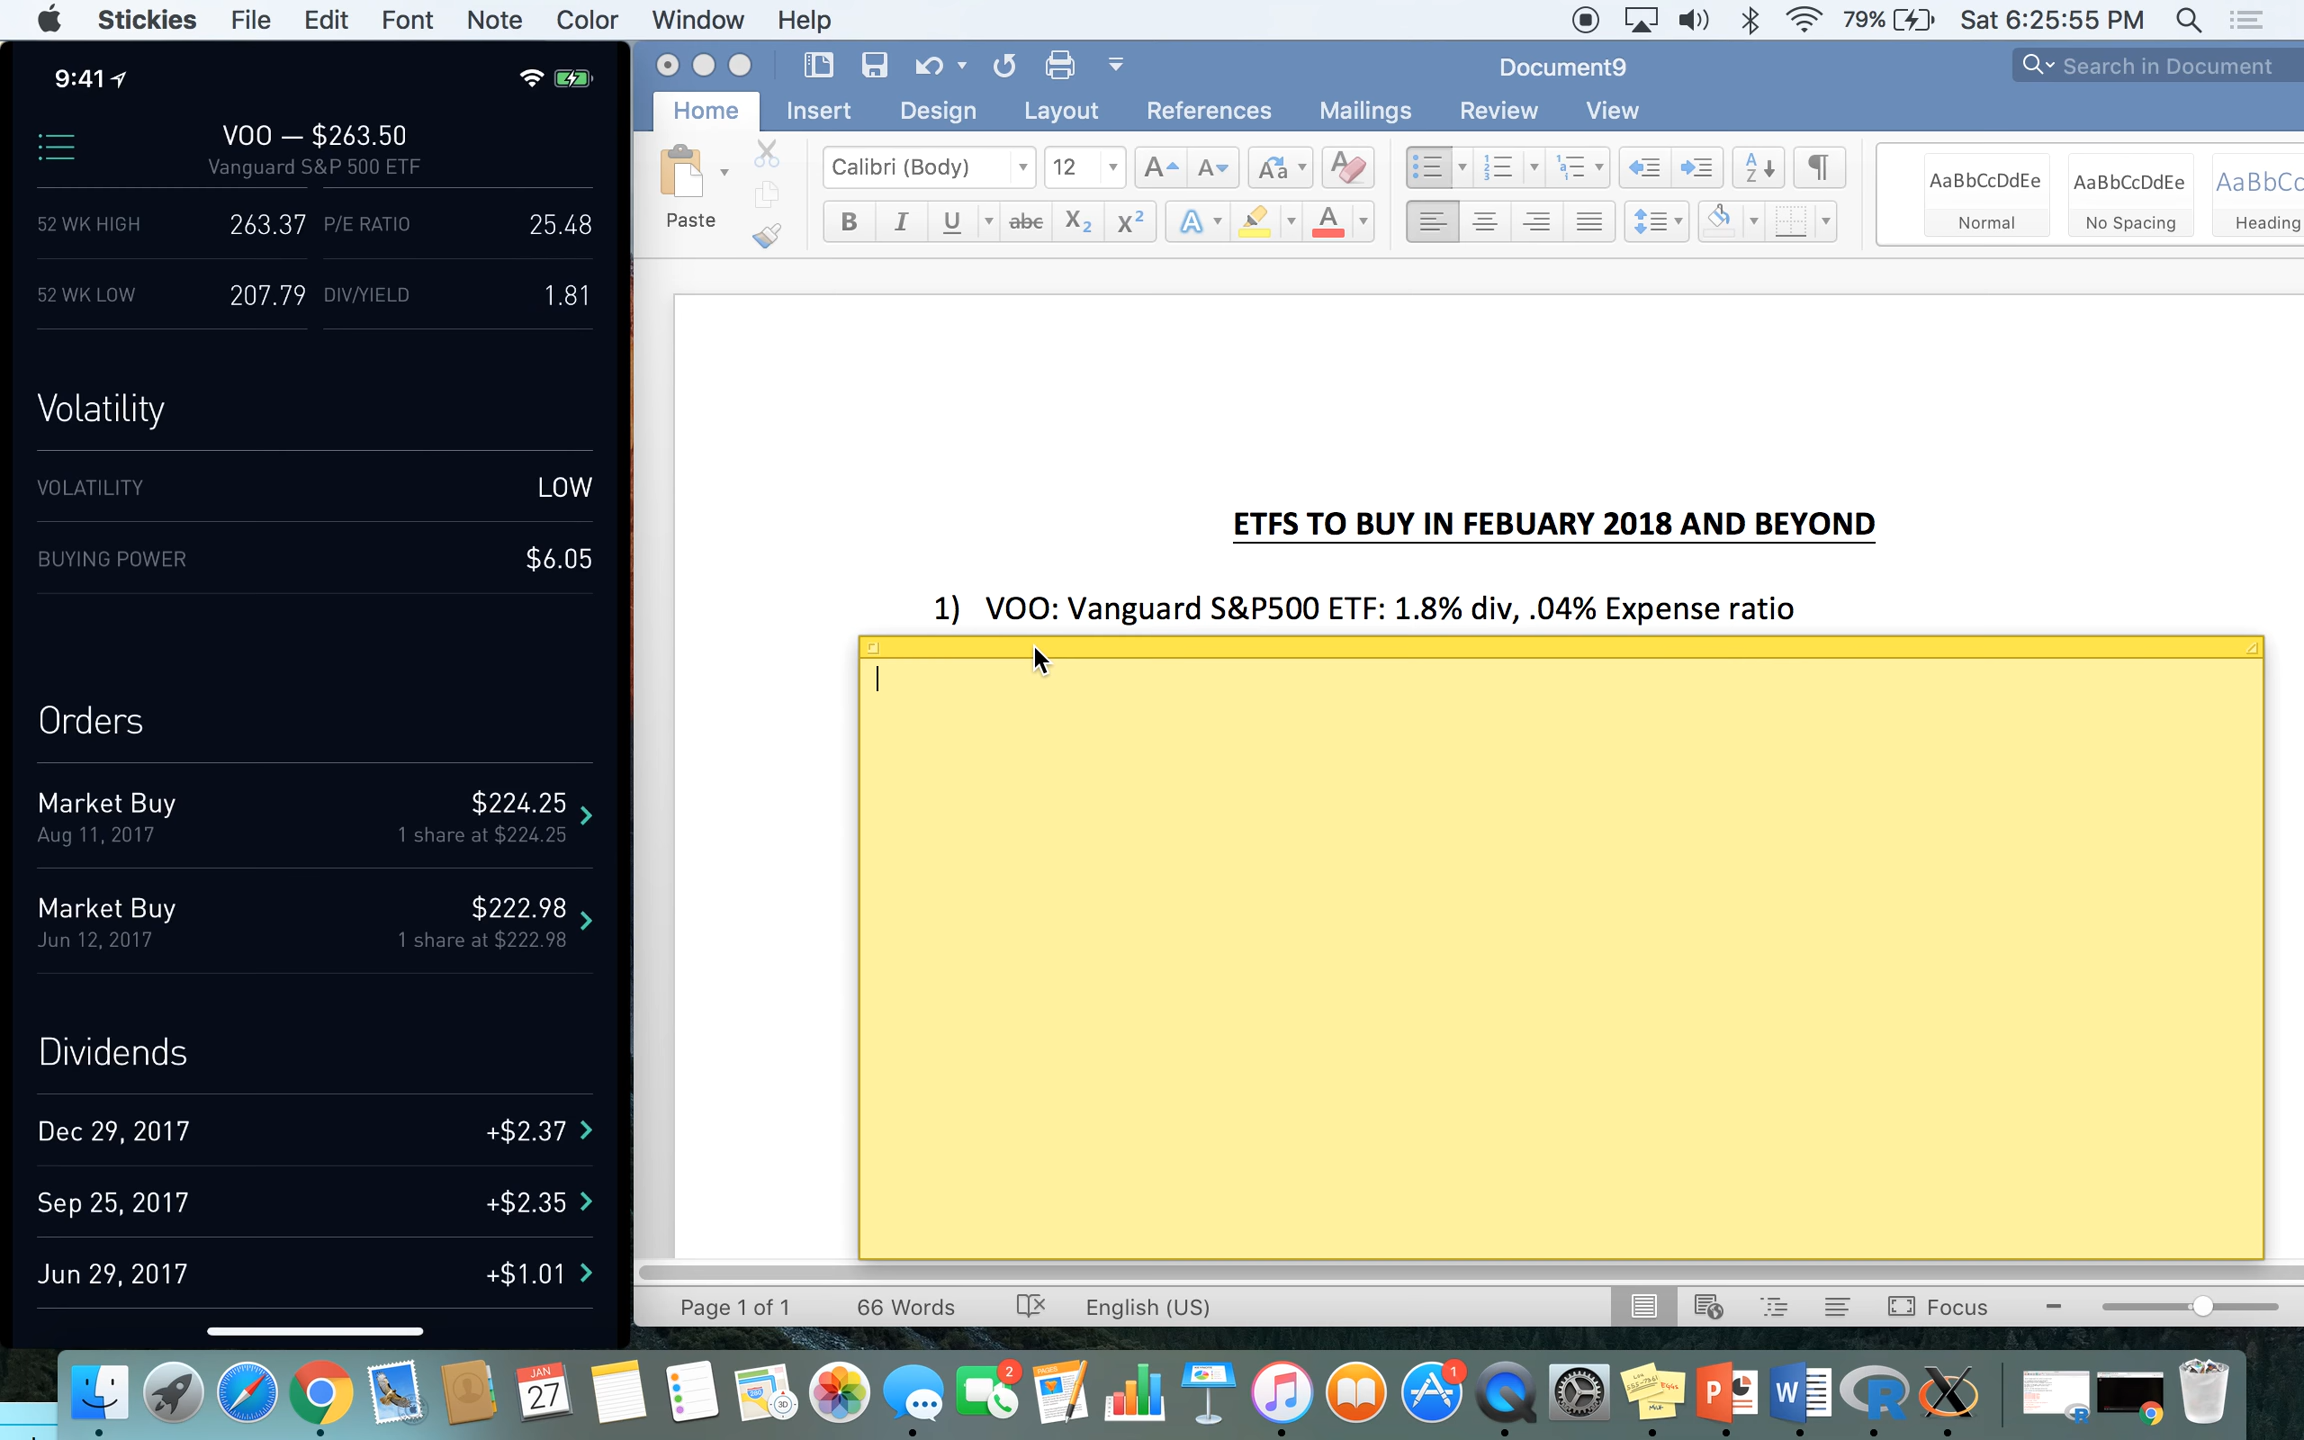 Stickies File Edit Font Note Color Window Help 79% Sat 6:25:55 PM
9:41
VOO — $263.50
Vanguard S&P 500 ETF
52 WK HIGH 263.37 P/E RATIO 25.48
52 WK LOW 207.79 DIV/YIELD 1.81
Volatility
VOLATILITY LOW
BUYING POWER $6.05
Orders
Market Buy $224.25
Aug 11, 2017 1 share at $224.25
Market Buy $222.98
Jun 12, 2017 1 share at $222.98
Dividends
Dec 29, 2017 +$2.37
Sep 25, 2017 +$2.35
Jun 29, 2017 +$1.01
Document9
Search in Document
Home Insert Design Layout References Mailings Review View
Paste
Calibri (Body) 12
AaBbCcDdEe AaBbCcDdEe AaBbCc
Normal No Spacing Heading
ETFS TO BUY IN FEBUARY 2018 AND BEYOND
1) VOO: Vanguard S&P500 ETF: 1.8% div, .04% Expense ratio
Page 1 of 1 66 Words English (US) Focus
JAN
27
2
PAGES
1